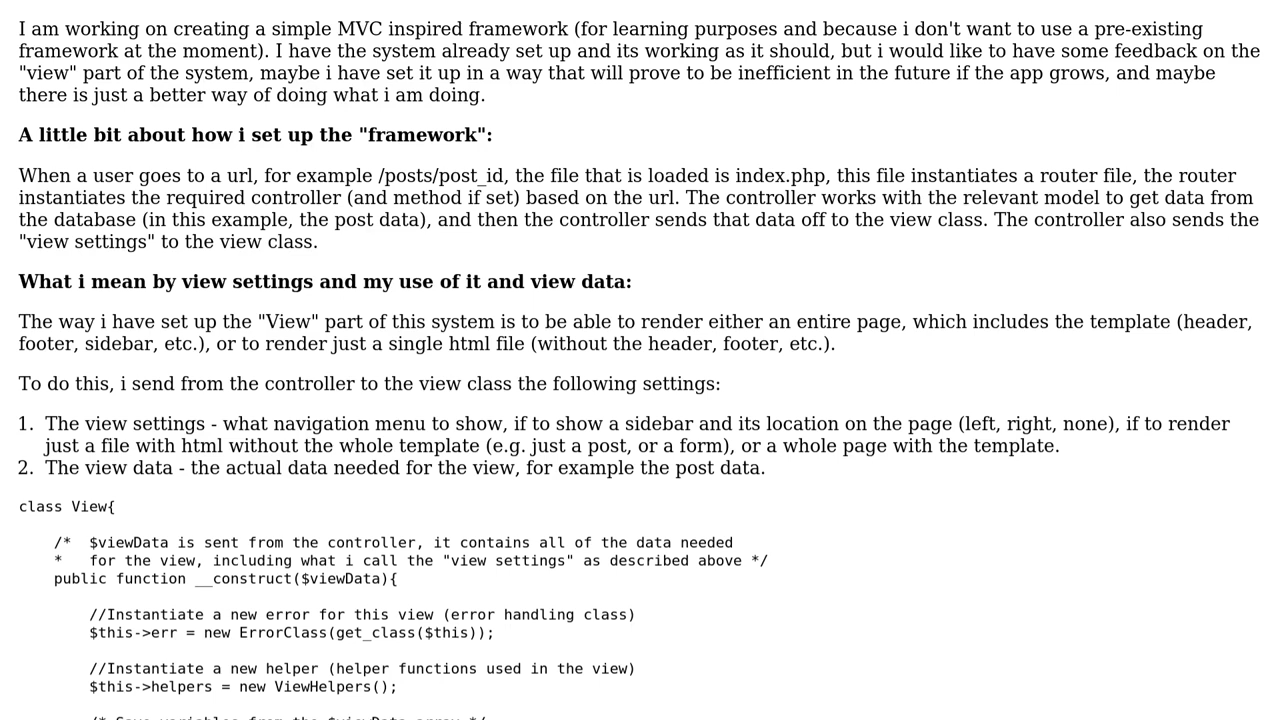 I am working on creating a simple MVC inspired framework (for learning purposes and because i don't want to use a pre-existing
framework at the moment). I have the system already set up and its working as it should, but i would like to have some feedback on the
"view" part of the system, maybe i have set it up in a way that will prove to be inefficient in the future if the app grows, and maybe
there is just a better way of doing what i am doing.
A little bit about how i set up the "framework":
When a user goes to a url, for example /posts/post_id, the file that is loaded is index.php, this file instantiates a router file, the router
instantiates the required controller (and method if set) based on the url. The controller works with the relevant model to get data from
the database (in this example, the post data), and then the controller sends that data off to the view class. The controller also sends the
"view settings" to the view class.
What i mean by view settings and my use of it and view data:
The way i have set up the "View" part of this system is to be able to render either an entire page, which includes the template (header,
footer, sidebar, etc.), or to render just a single html file (without the header, footer, etc.).
To do this, i send from the controller to the view class the following settings:
1. The view settings - what navigation menu to show, if to show a sidebar and its location on the page (left, right, none), if to render
just a file with html without the whole template (e.g. just a post, or a form), or a whole page with the template.
2. The view data - the actual data needed for the view, for example the post data.
class View{
/*  $viewData is sent from the controller, it contains all of the data needed
*   for the view, including what i call the "view settings" as described above */
public function __construct($viewData){
//Instantiate a new error for this view (error handling class)
$this->err = new ErrorClass(get_class($this));
//Instantiate a new helper (helper functions used in the view)
$this->helpers = new ViewHelpers();